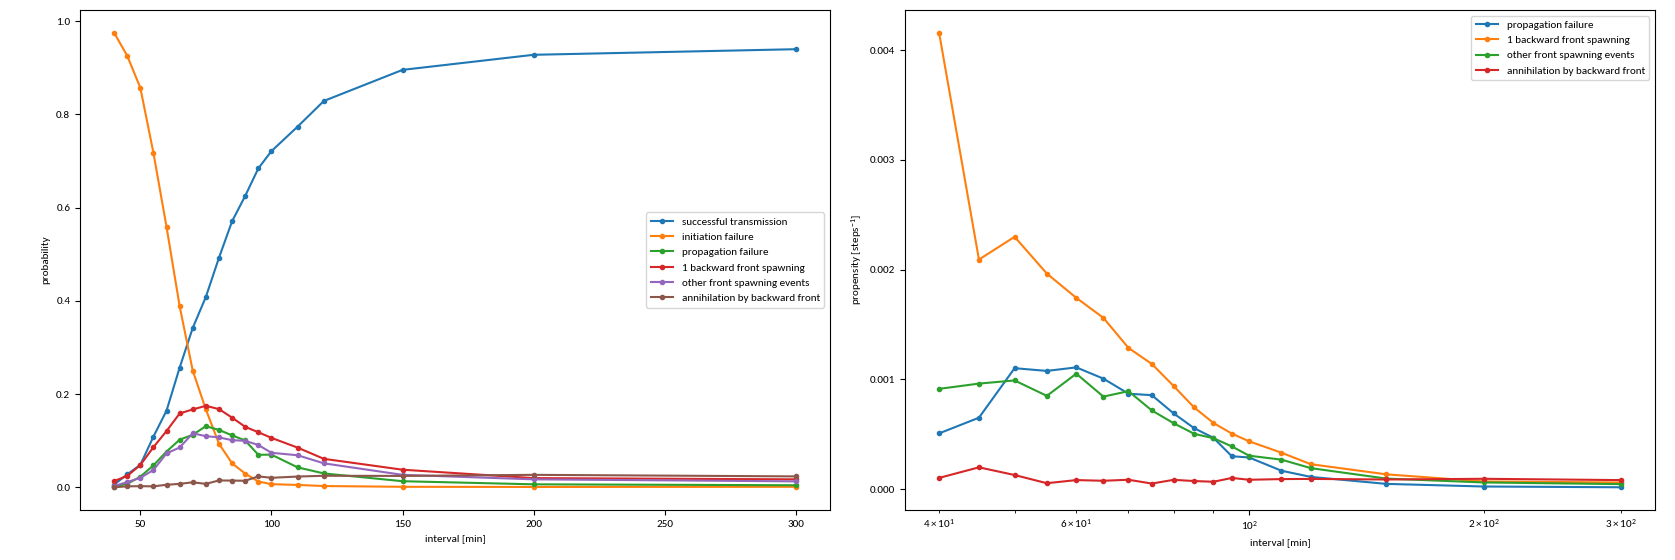 1.0
0.8
0.6
0.4
0.2
0.0
probability
50
100
150
200
250
300
interval [min]
successful transmission
initiation failure
propagation failure
1 backward front spawning
other front spawning events
annihilation by backward front
0.004
0.003
0.002
0.001
0.000
propensity [steps⁻¹]
4×10¹
6×10¹
10²
2×10²
3×10²
interval [min]
propagation failure
1 backward front spawning
other front spawning events
annihilation by backward front